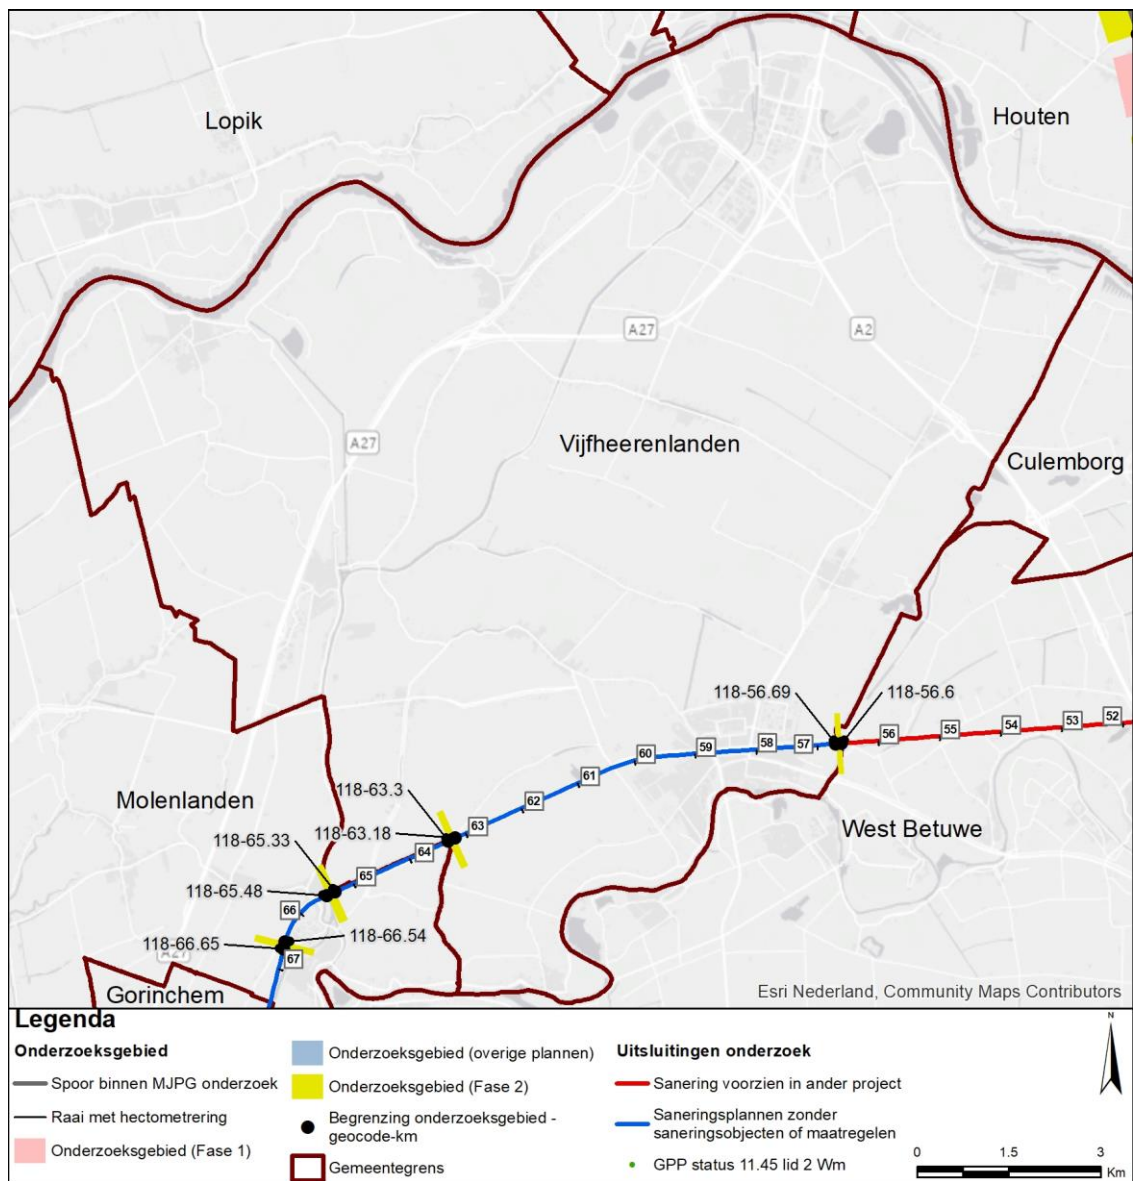 Lopik
Houten
A27
A2
A27
Vijfheerenlanden
Culemborg
118-56.69
118-56.6
52
53
54
55
56
57
58
59
60
61
62
63
64
65
66
67
118-63.3
Molenlanden
118-63.18
118-65.33
West Betuwe
118-65.48
118-66.54
118-66.65
A27
Gorinchem
Esri Nederland, Community Maps Contributors
Legenda
Onderzoeksgebied
Spoor binnen MJPG onderzoek
Raai met hectometrering
Onderzoeksgebied (Fase 1)
Onderzoeksgebied (overige plannen)
Onderzoeksgebied (Fase 2)
Begrenzing onderzoeksgebied -
geocode-km
Gemeentegrens
Uitsluitingen onderzoek
Sanering voorzien in ander project
Saneringsplannen zonder
saneringsobjecten of maatregelen
GPP status 11.45 lid 2 Wm
N
0 1.5 3
Km